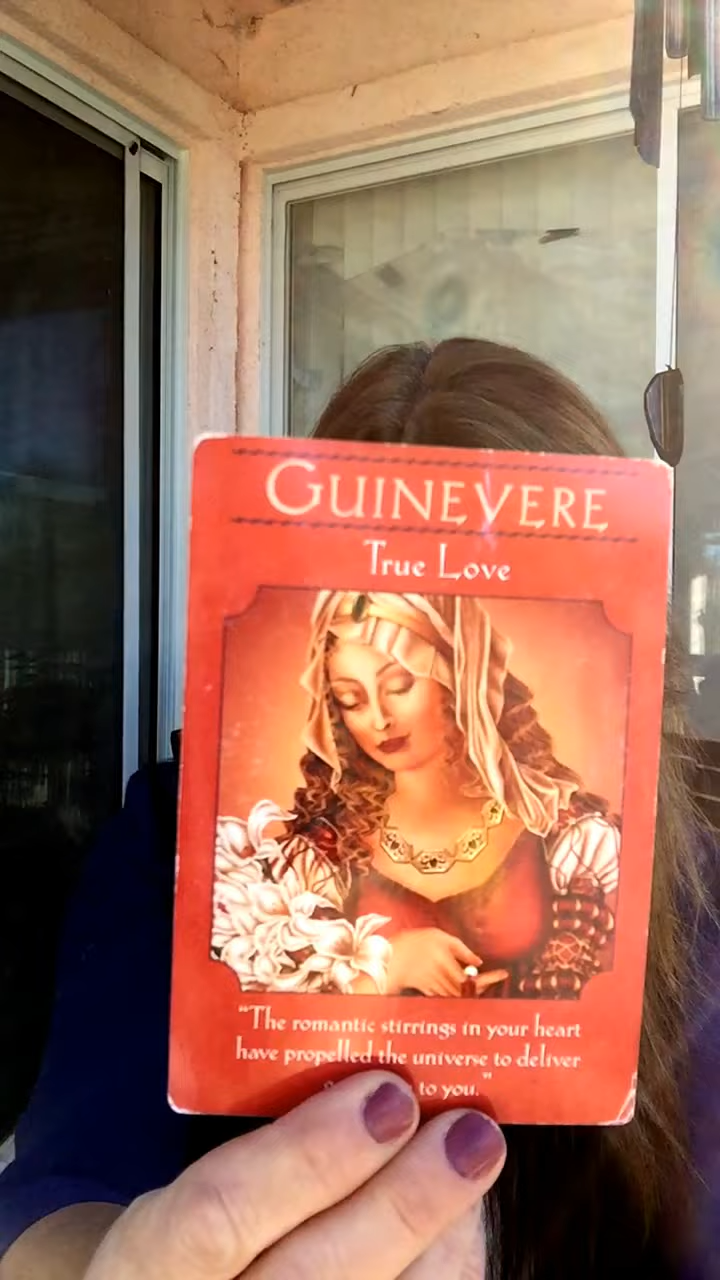 GUINEVERE
True Love
"The romantic stirrings in your heart
have propelled the universe to deliver
to you."